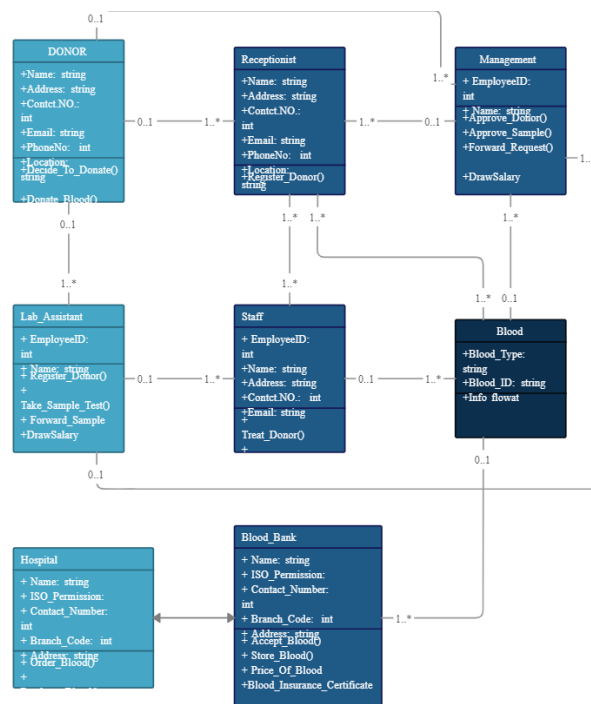 0..1
DONOR
+Name: string
+Address: string
+Contct.NO.:
int
+Email: string
+PhoneNo: int
+Location:
+Decide_To_Donate()
string
+Donate_Blood()
0..1
1..*
Receptionist
+Name: string
+Address: string
+Contct.NO.:
int
+Email: string
+PhoneNo: int
+Location:
+Register_Donor()
string
1..*
0..1
1..*
Management
+ EmployeeID:
int
+ Name: string
+Approve_Donor()
+Approve_Sample()
+Forward_Request()
+DrawSalary
1..
0..1
1..*
1..*
1..*
1..*
1..*
1..*
0..1
Lab_Assistant
+ EmployeeID:
int
+ Name: string
+ Register_Donor()
+
Take_Sample_Test()
+ Forward_Sample
+DrawSalary
0..1
1..*
Staff
+ EmployeeID:
int
+Name: string
+Address: string
+Contct.NO.: int
+Email: string
+
Treat_Donor()
+
0..1
1..*
Blood
+Blood_Type:
string
+Blood_ID: string
+Info flowat
0..1
0..1
Hospital
+ Name: string
+ ISO_Permission:
+ Contact_Number:
int
+ Branch_Code: int
+ Address: string
+ Order_Blood()
+
Blood_Bank
+ Name: string
+ ISO_Permission:
+ Contact_Number:
int
+ Branch_Code: int
+ Address: string
+ Accept_Blood()
+ Store_Blood()
+ Price_Of_Blood
+Blood_Insurance_Certificate
1..*